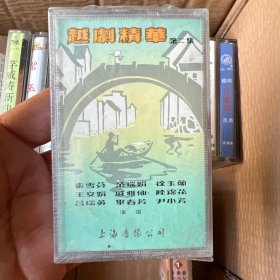 越劇精華
第一集
袁雪芬 范瑞娟 徐玉蘭
王文娟 戚雅仙 陸錦花
呂瑞英 畢春芳 尹小芳
演唱
上海音像公司